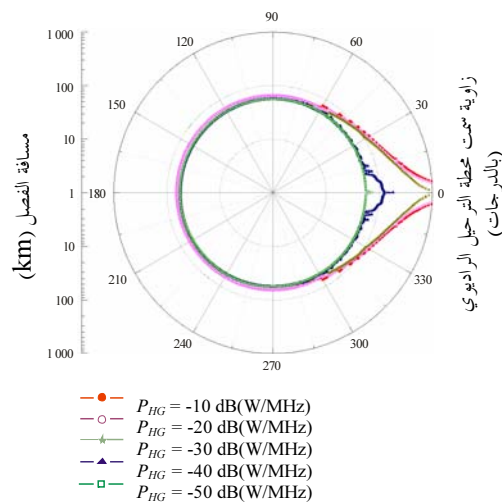 90
120
60
150
30
180
0
210
330
240
300
270
1 000
100
10
1
10
100
1 000
مسافة الفصل (km)
زاوية سمت محطة الترحيل الراديوي
(بالدرجات)
P_HG = -10 dB(W/MHz)
P_HG = -20 dB(W/MHz)
P_HG = -30 dB(W/MHz)
P_HG = -40 dB(W/MHz)
P_HG = -50 dB(W/MHz)